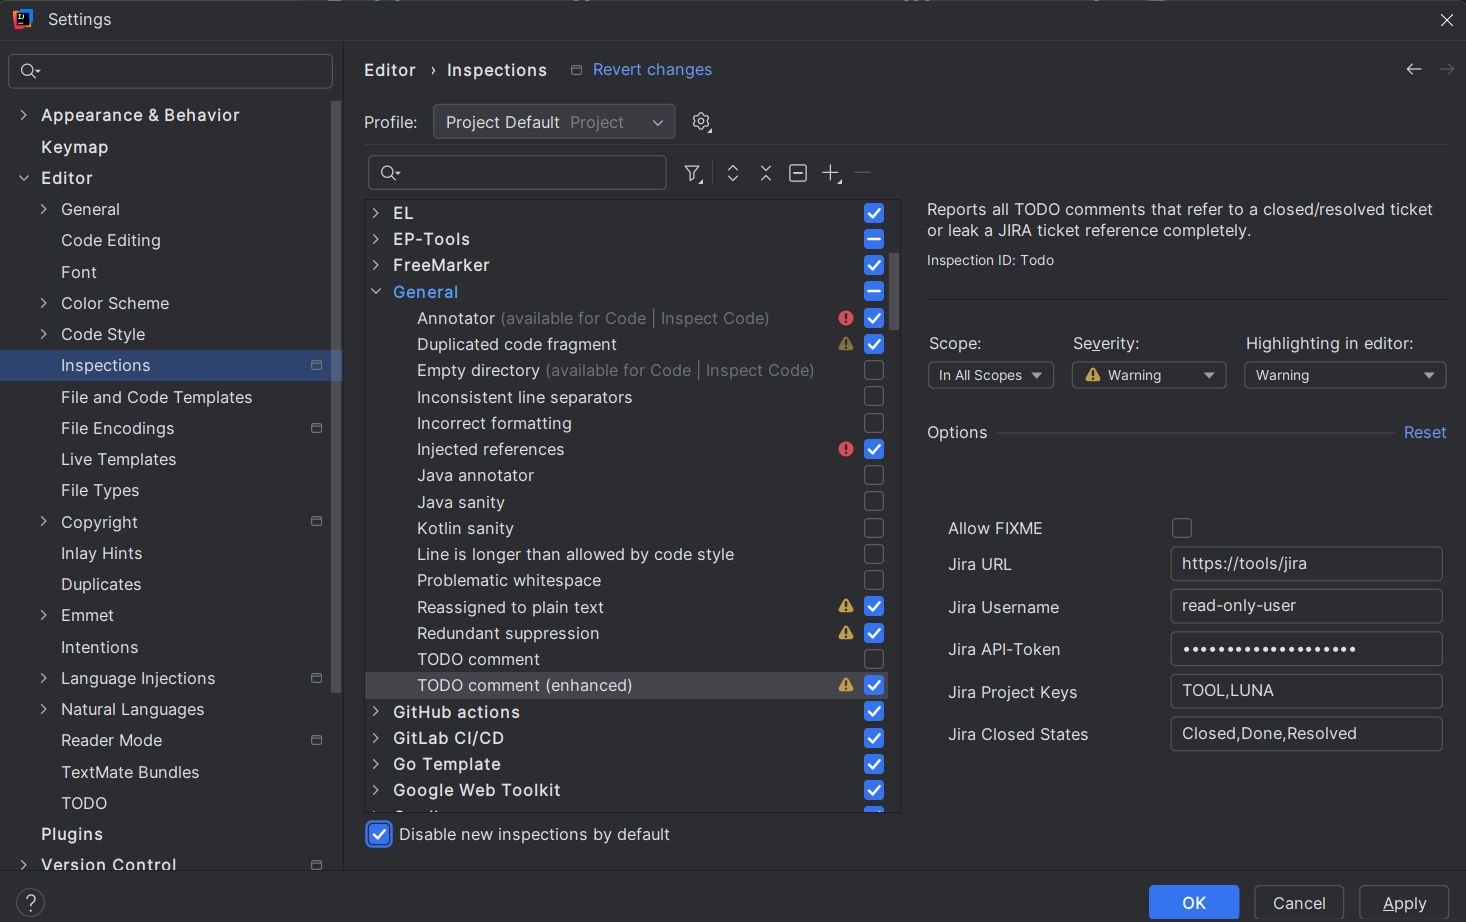 Settings
Editor › Inspections Revert changes
Profile: Project Default Project
Appearance & Behavior
Keymap
Editor
General
Code Editing
Font
Color Scheme
Code Style
Inspections
File and Code Templates
File Encodings
Live Templates
File Types
Copyright
Inlay Hints
Duplicates
Emmet
Intentions
Language Injections
Natural Languages
Reader Mode
TextMate Bundles
TODO
Plugins
Version Control
EL
EP-Tools
FreeMarker
General
Annotator (available for Code | Inspect Code)
Duplicated code fragment
Empty directory (available for Code | Inspect Code)
Inconsistent line separators
Incorrect formatting
Injected references
Java annotator
Java sanity
Kotlin sanity
Line is longer than allowed by code style
Problematic whitespace
Reassigned to plain text
Redundant suppression
TODO comment
TODO comment (enhanced)
GitHub actions
GitLab CI/CD
Go Template
Google Web Toolkit
Disable new inspections by default
Reports all TODO comments that refer to a closed/resolved ticket
or leak a JIRA ticket reference completely.
Inspection ID: Todo
Scope: Severity: Highlighting in editor:
In All Scopes Warning Warning
Options Reset
Allow FIXME
Jira URL https://tools/jira
Jira Username read-only-user
Jira API-Token ••••••••••••••••••••
Jira Project Keys TOOL,LUNA
Jira Closed States Closed,Done,Resolved
? OK Cancel Apply